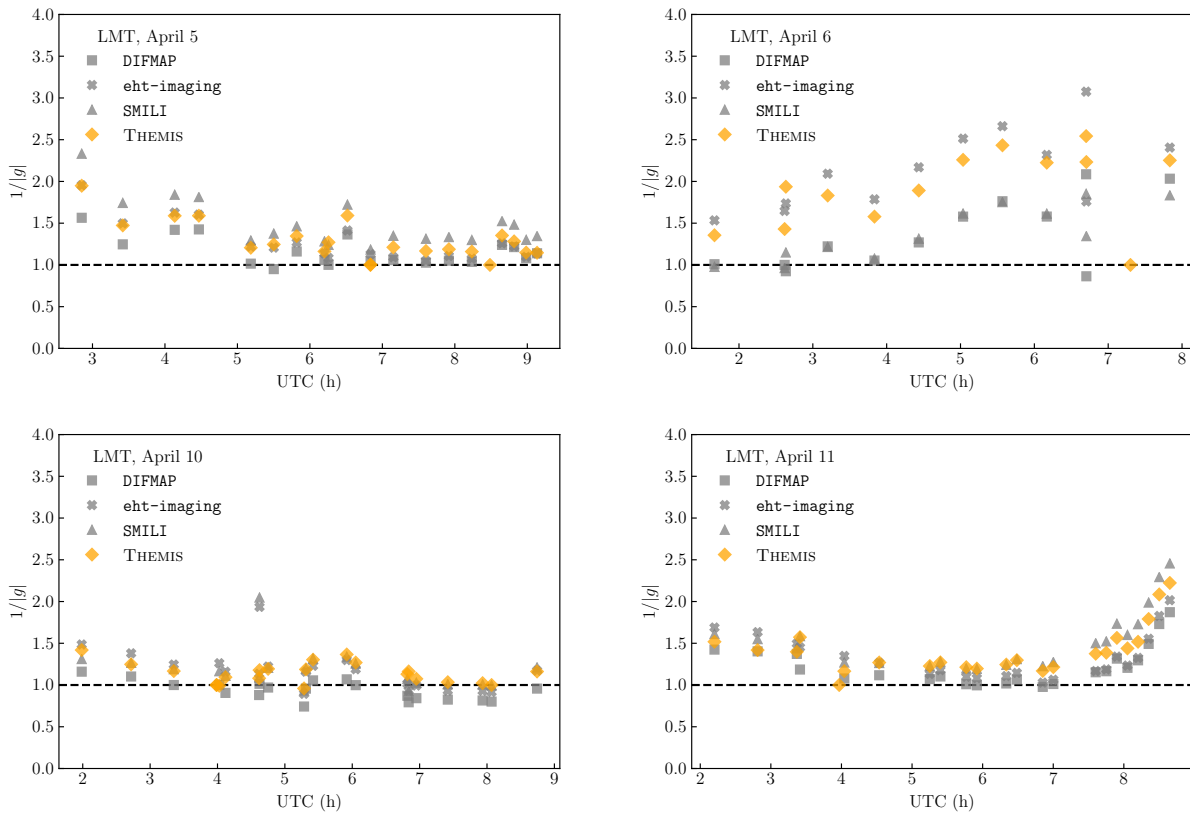 LMT, April 5
DIFMAP
eht-imaging
SMILI
THEMIS
1/|g|
4.0
3.5
3.0
2.5
2.0
1.5
1.0
0.5
0.0
3 4 5 6 7 8 9
UTC (h)
LMT, April 6
DIFMAP
eht-imaging
SMILI
THEMIS
1/|g|
4.0
3.5
3.0
2.5
2.0
1.5
1.0
0.5
0.0
2 3 4 5 6 7 8
UTC (h)
LMT, April 10
DIFMAP
eht-imaging
SMILI
THEMIS
1/|g|
4.0
3.5
3.0
2.5
2.0
1.5
1.0
0.5
0.0
2 3 4 5 6 7 8 9
UTC (h)
LMT, April 11
DIFMAP
eht-imaging
SMILI
THEMIS
1/|g|
4.0
3.5
3.0
2.5
2.0
1.5
1.0
0.5
0.0
2 3 4 5 6 7 8
UTC (h)